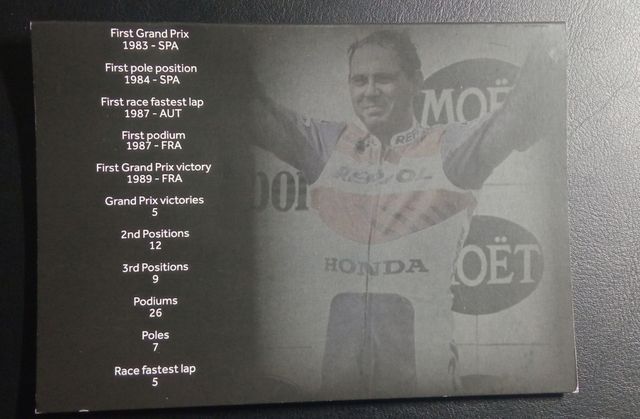 First Grand Prix
1983 - SPA
First pole position
1984 - SPA
First race fastest lap
1987 - AUT
First podium
1987 - FRA
First Grand Prix victory
1989 - FRA
Grand Prix victories
5
2nd Positions
12
3rd Positions
9
Podiums
26
Poles
7
Race fastest lap
5
MOË
REPSOL
HONDA
OËT